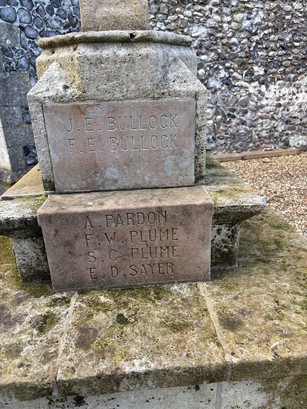 J. E. BULLOCK
F. E. BULLOCK
A. PARDON
F. W. PLUME
S. C. PLUME
E. D. SAYER